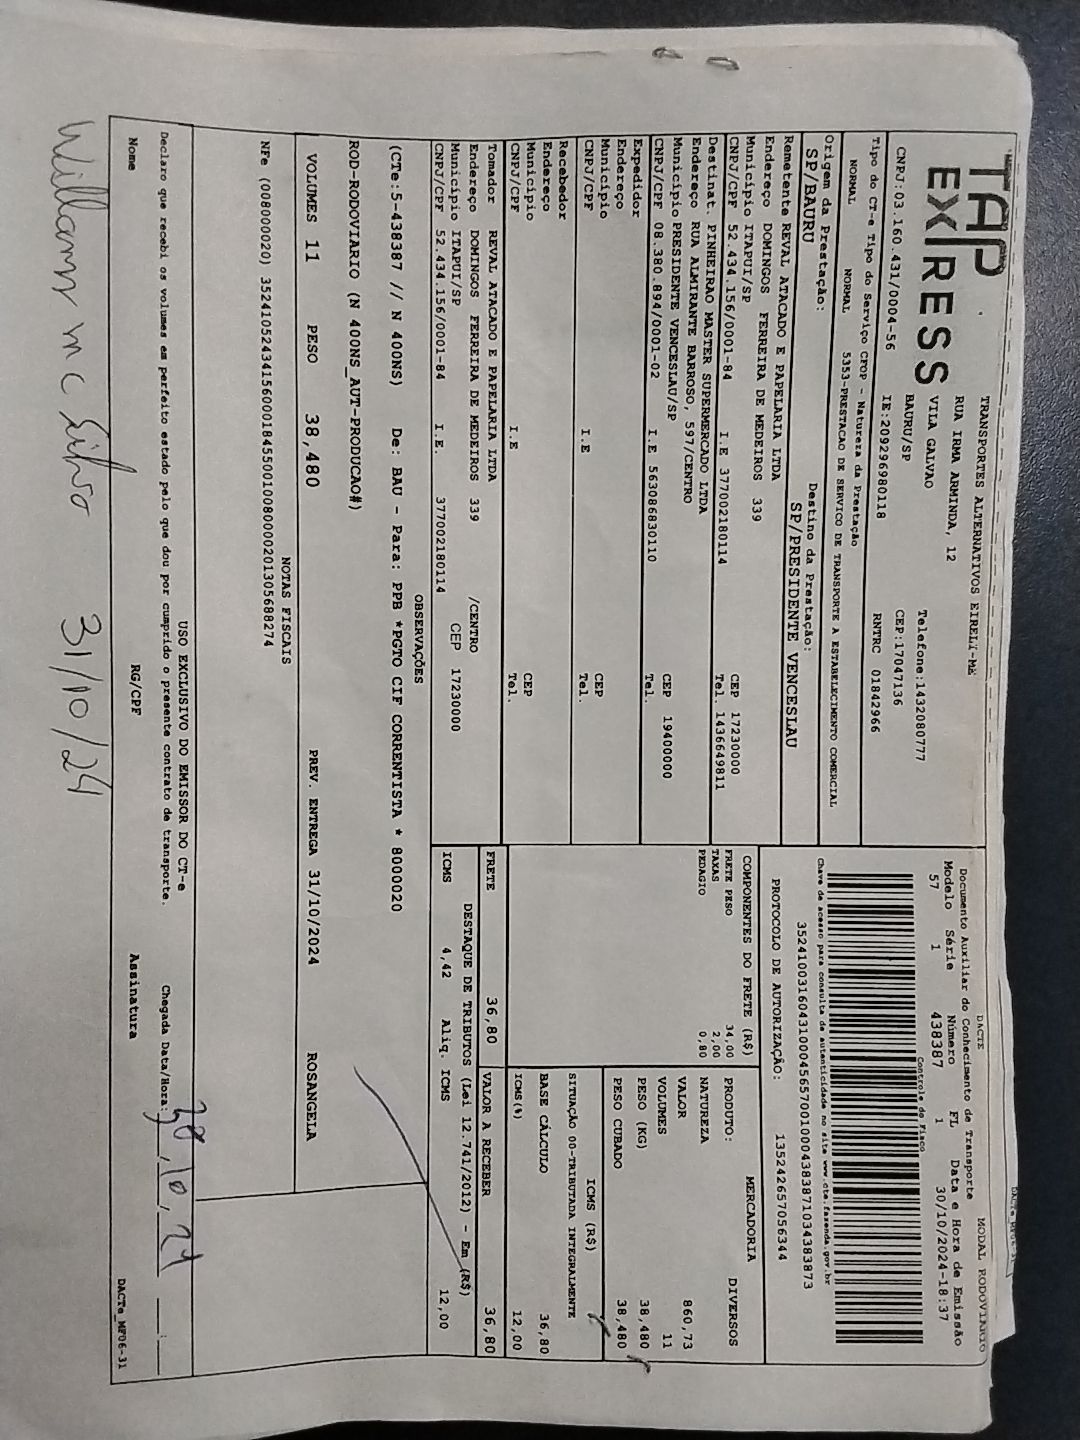 TAP
EXPRESS
TRANSPORTES ALTERNATIVOS EIRELI-MA
RUA IRMA ARMINDA, 12
VILA GALVAO
BAURU/SP
Telefone:1432080777
CEP:17047136
CNPJ:03.160.431/0004-56 IE:209296980118 RNTRC 01842966
Tipo do CT-e Tipo do Serviço CFOP - Natureza da Prestação
NORMAL NORMAL 5353-PRESTACAO DE SERVICO DE TRANSPORTE A ESTABELECIMENTO COMERCIAL
Origem da Prestação: Destino da Prestação:
SP/BAURU SP/PRESIDENTE VENCESLAU
DACTE MODAL RODOVIARIO
Documento Auxiliar do Conhecimento de Transporte
Modelo Série Número FL Data e Hora de Emissão
57 1 438387 1 30/10/2024-18:37
Controle do Fisco
Chave de acesso para consulta de autenticidade no site www.cte.fazenda.gov.br
35241003160431000456570010004383871034383873
PROTOCOLO DE AUTORIZAÇÃO: 135242657056344
Remetente REVAL ATACADO E PAPELARIA LTDA
Endereço DOMINGOS FERREIRA DE MEDEIROS 339
Município ITAPUI/SP CEP 17230000
CNPJ/CPF 52.434.156/0001-84 I.E 377002180114 Tel. 1436649811
Destinat. PINHEIRAO MASTER SUPERMERCADO LTDA
Endereço RUA ALMIRANTE BARROSO, 597/CENTRO
Município PRESIDENTE VENCESLAU/SP CEP 19400000
CNPJ/CPF 08.380.894/0001-02 I.E 563086830110 Tel.
Expedidor
Endereço
Município CEP
CNPJ/CPF I.E Tel.
Recebedor
Endereço
Município CEP
CNPJ/CPF I.E Tel.
Tomador REVAL ATACADO E PAPELARIA LTDA
Endereço DOMINGOS FERREIRA DE MEDEIROS 339 /CENTRO
Município ITAPUI/SP CEP 17230000
CNPJ/CPF 52.434.156/0001-84 I.E. 377002180114
COMPONENTES DO FRETE (R$)
FRETE PESO 34,00
TAXAS 2,00
PEDAGIO 0,80
MERCADORIA
PRODUTO: DIVERSOS
NATUREZA
VALOR 860,73
VOLUMES 11
PESO (KG) 38,480
PESO CUBADO 38,480
ICMS (R$)
SITUAÇÃO 00-TRIBUTADA INTEGRALMENTE
BASE CÁLCULO 36,80
ICMS(%) 12,00
FRETE 36,80 VALOR A RECEBER 36,80
DESTAQUE DE TRIBUTOS (Lei 12.741/2012) - Em (R$)
ICMS 4,42 Aliq. ICMS 12,00
OBSERVAÇÕES
(CTe:5-438387 // N 400NS) De: BAU - Para: PPB *PGTO CIF CORRENTISTA * 8000020
ROD-RODOVIARIO (N 400NS_AUT-PRODUCAO#)
VOLUMES 11 PESO 38,480 PREV. ENTREGA 31/10/2024 ROSANGELA
NOTAS FISCAIS
NFe (008000020) 35241052434156000184550010080000201305688274
USO EXCLUSIVO DO EMISSOR DO CT-e
Declaro que recebi os volumes em perfeito estado pelo que dou por cumprido o presente contrato de transporte. Chegada Data/Hora: 30,10,24
Nome RG/CPF Assinatura
DACTe_MF06-31
Willams m c Silva 31/10/24